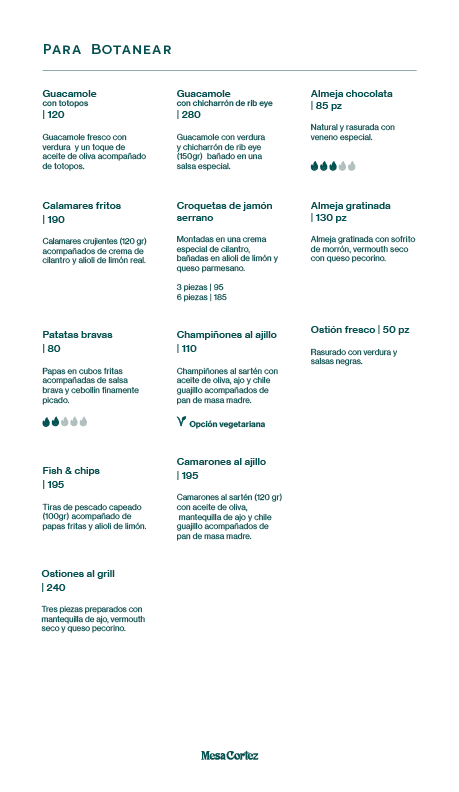 Para Botanear
Guacamole
con totopos
| 120
Guacamole fresco con
verdura y un toque de
aceite de oliva acompañado
de totopos.
Calamares fritos
| 190
Calamares crujientes (120 gr)
acompañados de crema de
cilantro y alioli de limón real.
Patatas bravas
| 80
Papas en cubos fritas
acompañadas de salsa
brava y cebollín finamente
picado.
Fish & chips
| 195
Tiras de pescado capeado
(100gr) acompañado de
papas fritas y alioli de limón.
Ostiones al grill
| 240
Tres piezas preparados con
mantequilla de ajo, vermouth
seco y queso pecorino.
Guacamole
con chicharrón de rib eye
| 280
Guacamole con verdura
y chicharrón de rib eye
(150gr) bañado en una
salsa especial.
Croquetas de jamón
serrano
Montadas en una crema
especial de cilantro,
bañadas en alioli de limón y
queso parmesano.
3 piezas | 95
6 piezas | 185
Champiñones al ajillo
| 110
Champiñones al sartén con
aceite de oliva, ajo y chile
guajillo acompañados de
pan de masa madre.
Opción vegetariana
Camarones al ajillo
| 195
Camarones al sartén (120 gr)
con aceite de oliva,
mantequilla de ajo y chile
guajillo acompañados de
pan de masa madre.
Almeja chocolata
| 85 pz
Natural y rasurada con
veneno especial.
Almeja gratinada
| 130 pz
Almeja gratinada con sofrito
de morrón, vermouth seco
con queso pecorino.
Ostión fresco | 50 pz
Rasurado con verdura y
salsas negras.
MesaCortez